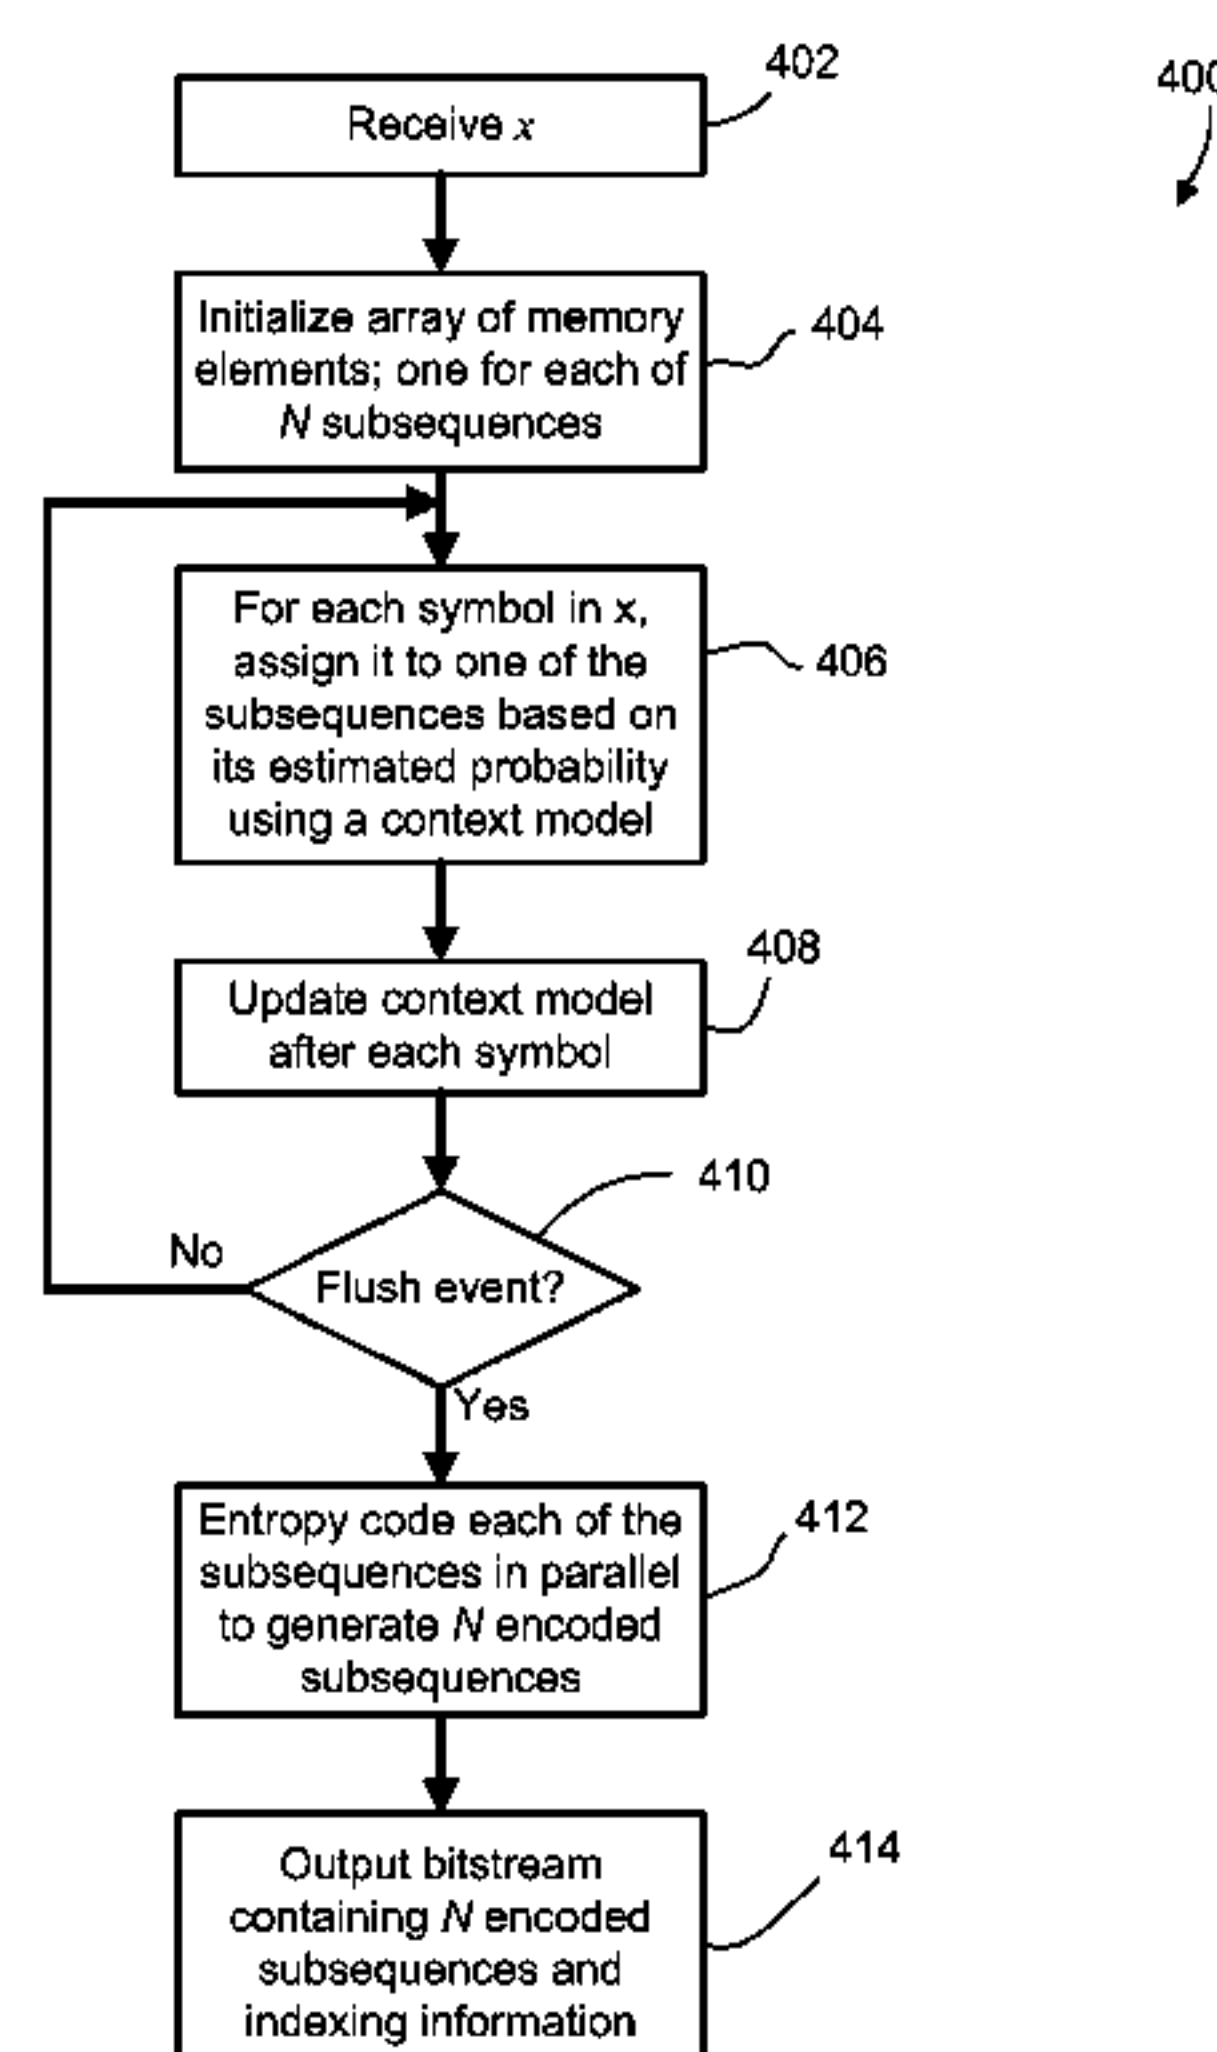 402
400
Receive x
Initialize array of memory
elements; one for each of
N subsequences
404
For each symbol in x,
assign it to one of the
subsequences based on
its estimated probability
using a context model
406
408
Update context model
after each symbol
410
No
Flush event?
Yes
Entropy code each of the
subsequences in parallel
to generate N encoded
subsequences
412
414
Output bitstream
containing N encoded
subsequences and
indexing information